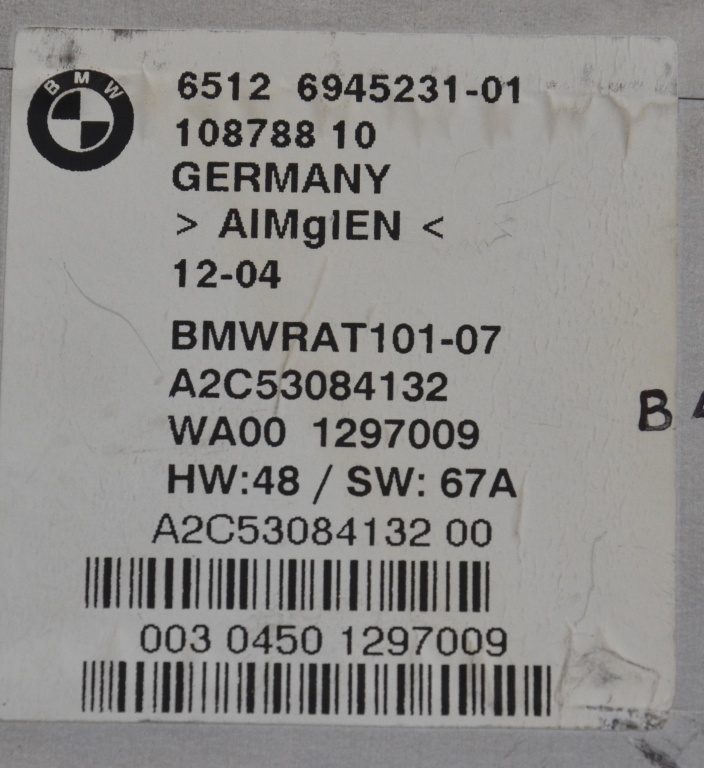 BMW
6512 6945231-01
108788 10
GERMANY
> AlMglEN <
12-04
BMWRAT101-07
A2C53084132
WA00 1297009
HW:48 / SW: 67A
A2C53084132 00
003 0450 1297009
B